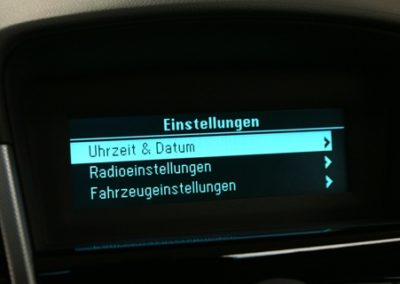 Einstellungen
Uhrzeit & Datum
Radioeinstellungen
Fahrzeugeinstellungen